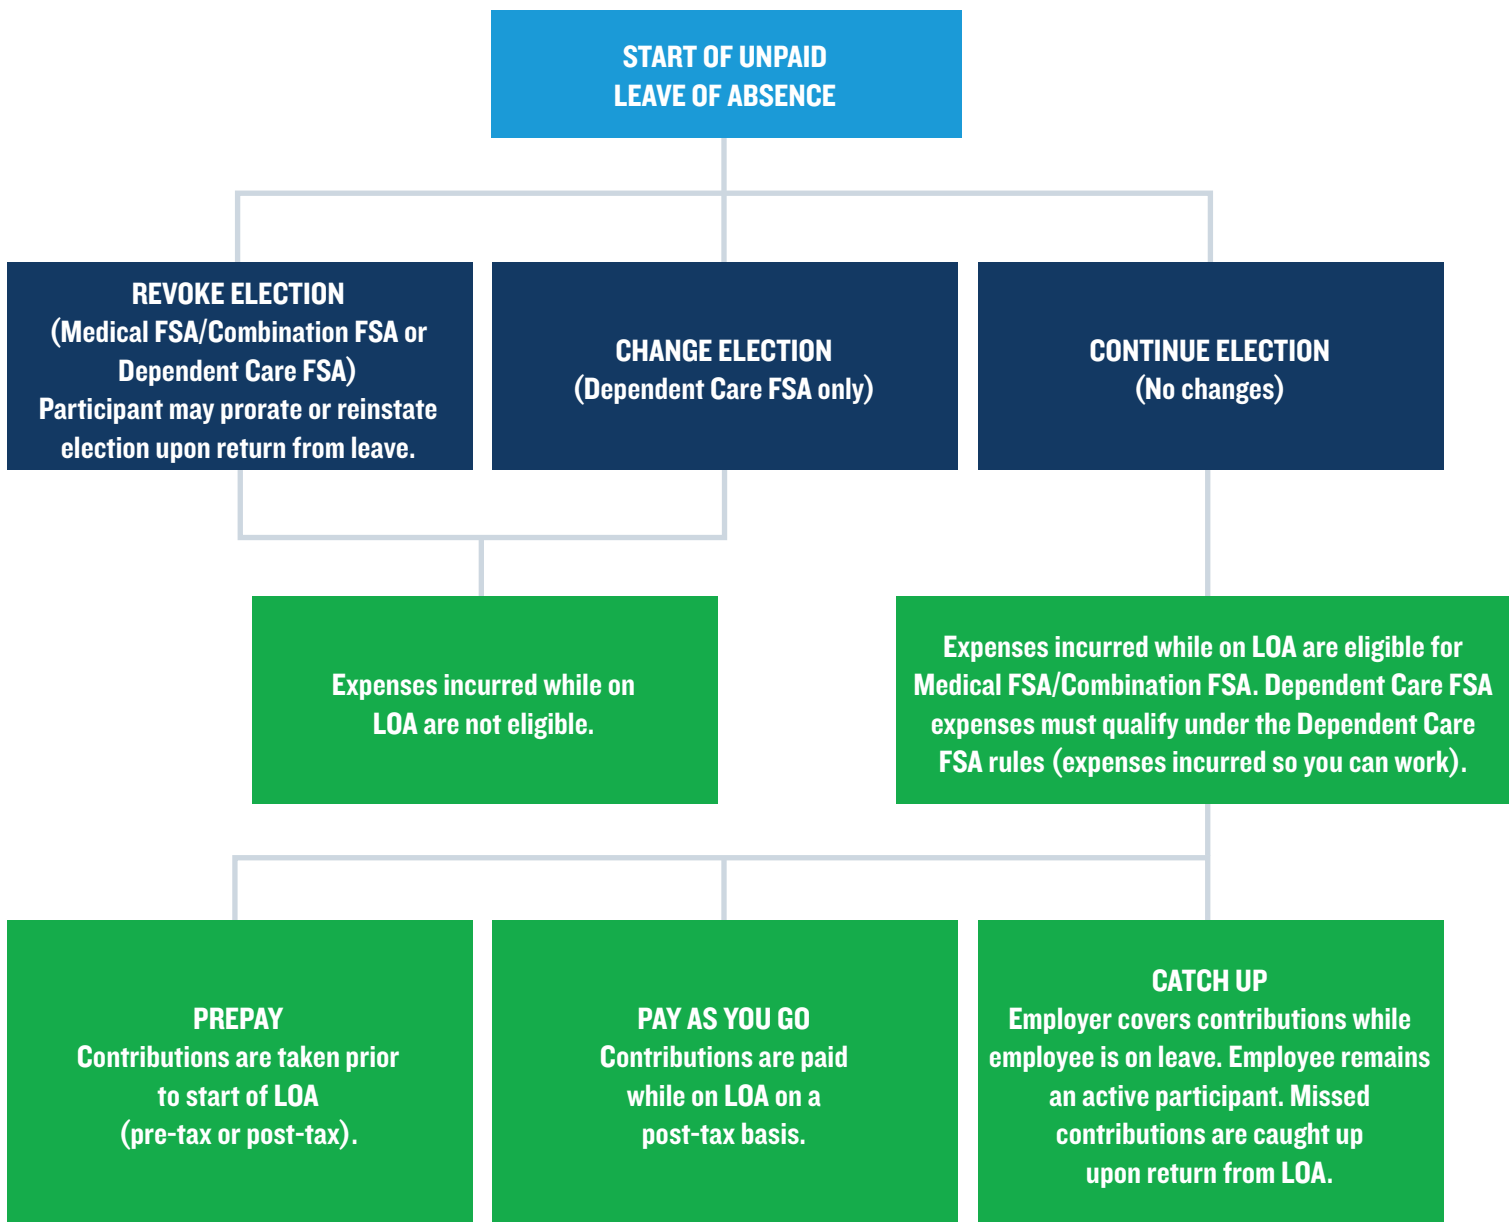 START OF UNPAID
LEAVE OF ABSENCE
REVOKE ELECTION
(Medical FSA/Combination FSA or
Dependent Care FSA)
Participant may prorate or reinstate
election upon return from leave.
CHANGE ELECTION
(Dependent Care FSA only)
CONTINUE ELECTION
(No changes)
Expenses incurred while on
LOA are not eligible.
Expenses incurred while on LOA are eligible for
Medical FSA/Combination FSA. Dependent Care FSA
expenses must qualify under the Dependent Care
FSA rules (expenses incurred so you can work).
PREPAY
Contributions are taken prior
to start of LOA
(pre-tax or post-tax).
PAY AS YOU GO
Contributions are paid
while on LOA on a
post-tax basis.
CATCH UP
Employer covers contributions while
employee is on leave. Employee remains
an active participant. Missed
contributions are caught up
upon return from LOA.